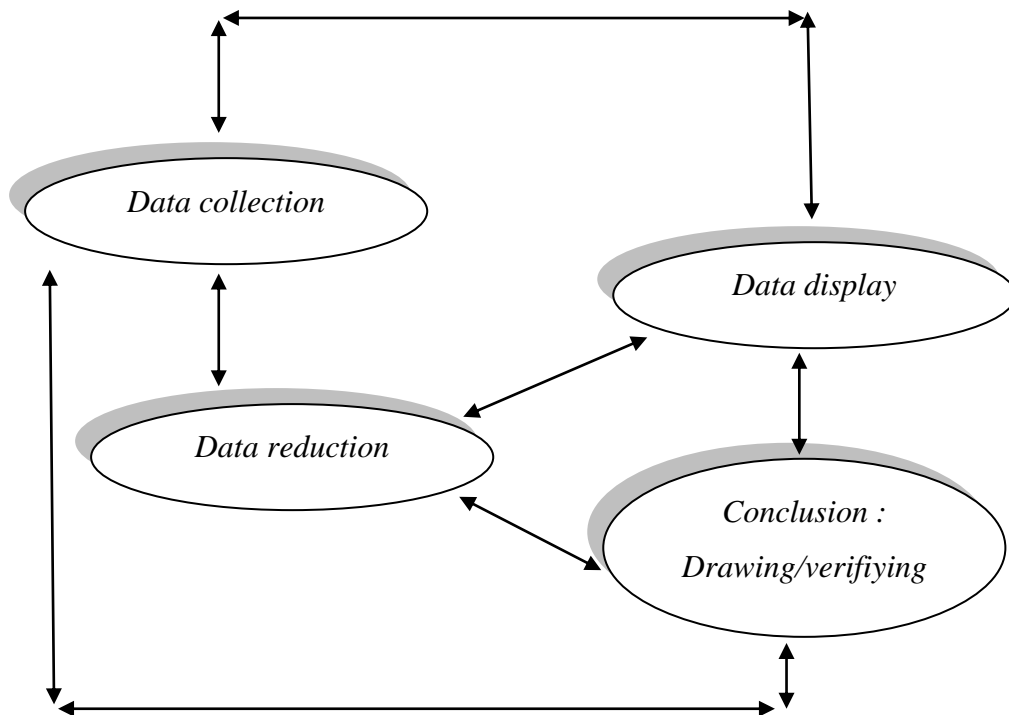 Data collection
Data display
Data reduction
Conclusion :
Drawing/verifiying